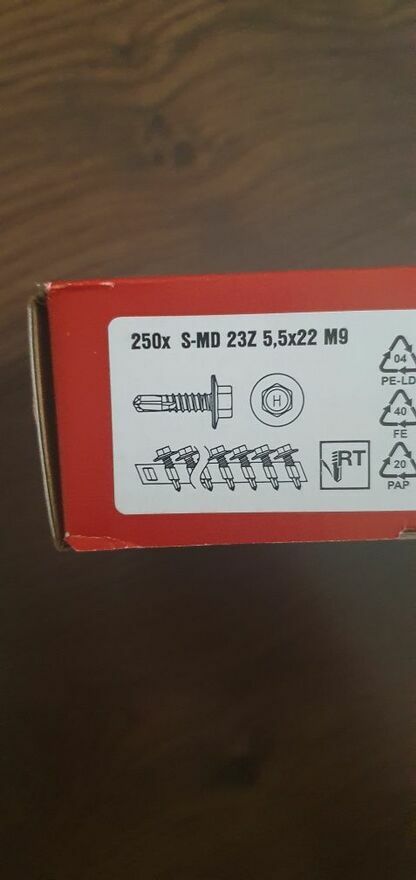 250x S-MD 23Z 5,5x22 M9
H
RT
04
PE-LD
40
FE
20
PAP